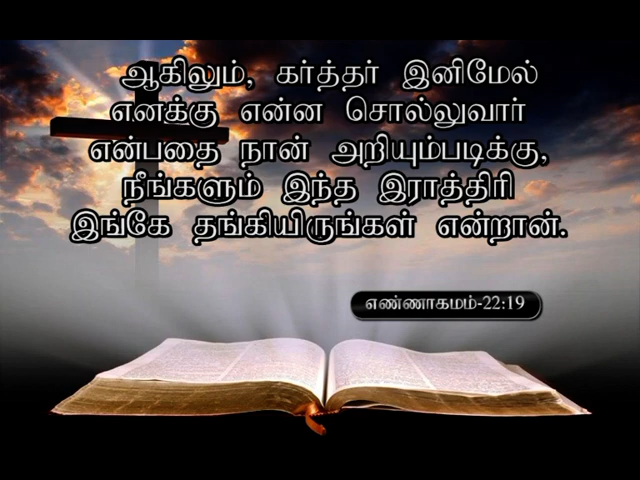 ஆகிலும், கர்த்தர் இனிமேல்
எனக்கு என்ன சொல்லுவார்
என்பதை நான் அறியும்படிக்கு,
நீங்களும் இந்த இராத்திரி
இங்கே தங்கியிருங்கள் என்றான்.
எண்ணாகமம்-22:19